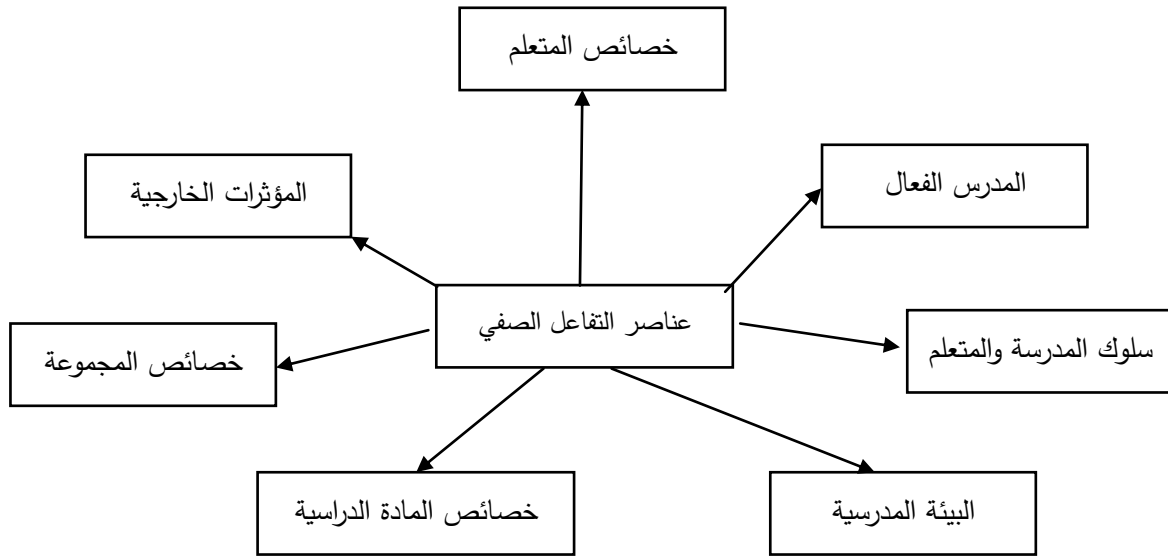 خصائص المتعلم
المدرس الفعال
المؤثرات الخارجية
عناصر التفاعل الصفي
سلوك المدرسة والمتعلم
خصائص المجموعة
البيئة المدرسية
خصائص المادة الدراسية